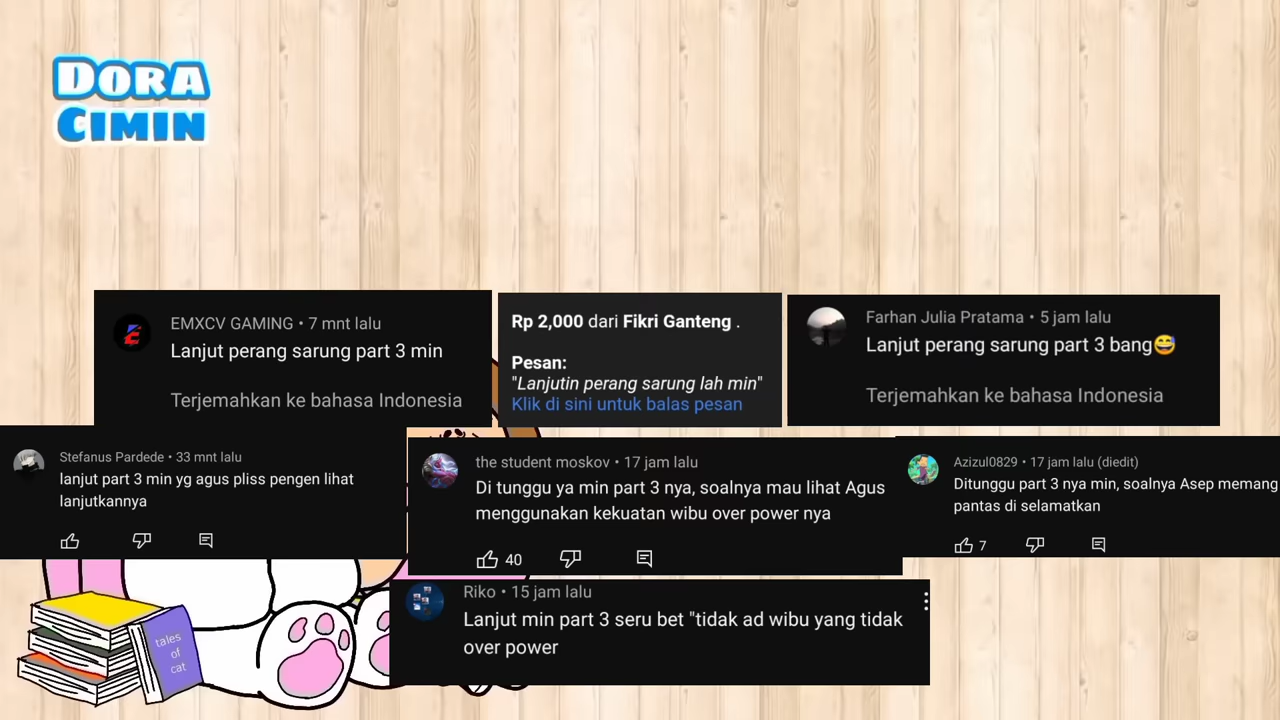 DORA
CIMIN
EMXCV GAMING • 7 mnt lalu
Lanjut perang sarung part 3 min
Terjemahkan ke bahasa Indonesia
Rp 2,000 dari Fikri Ganteng .
Pesan:
"Lanjutin perang sarung lah min"
Klik di sini untuk balas pesan
Farhan Julia Pratama • 5 jam lalu
Lanjut perang sarung part 3 bang😅
Terjemahkan ke bahasa Indonesia
Stefanus Pardede • 33 mnt lalu
lanjut part 3 min yg agus pliss pengen lihat
lanjutkannya
the student moskov • 17 jam lalu
Di tunggu ya min part 3 nya, soalnya mau lihat Agus
menggunakan kekuatan wibu over power nya
40
Azizul0829 • 17 jam lalu (diedit)
Ditunggu part 3 nya min, soalnya Asep memang
pantas di selamatkan
7
Riko • 15 jam lalu
Lanjut min part 3 seru bet "tidak ad wibu yang tidak
over power
tales
of
cat